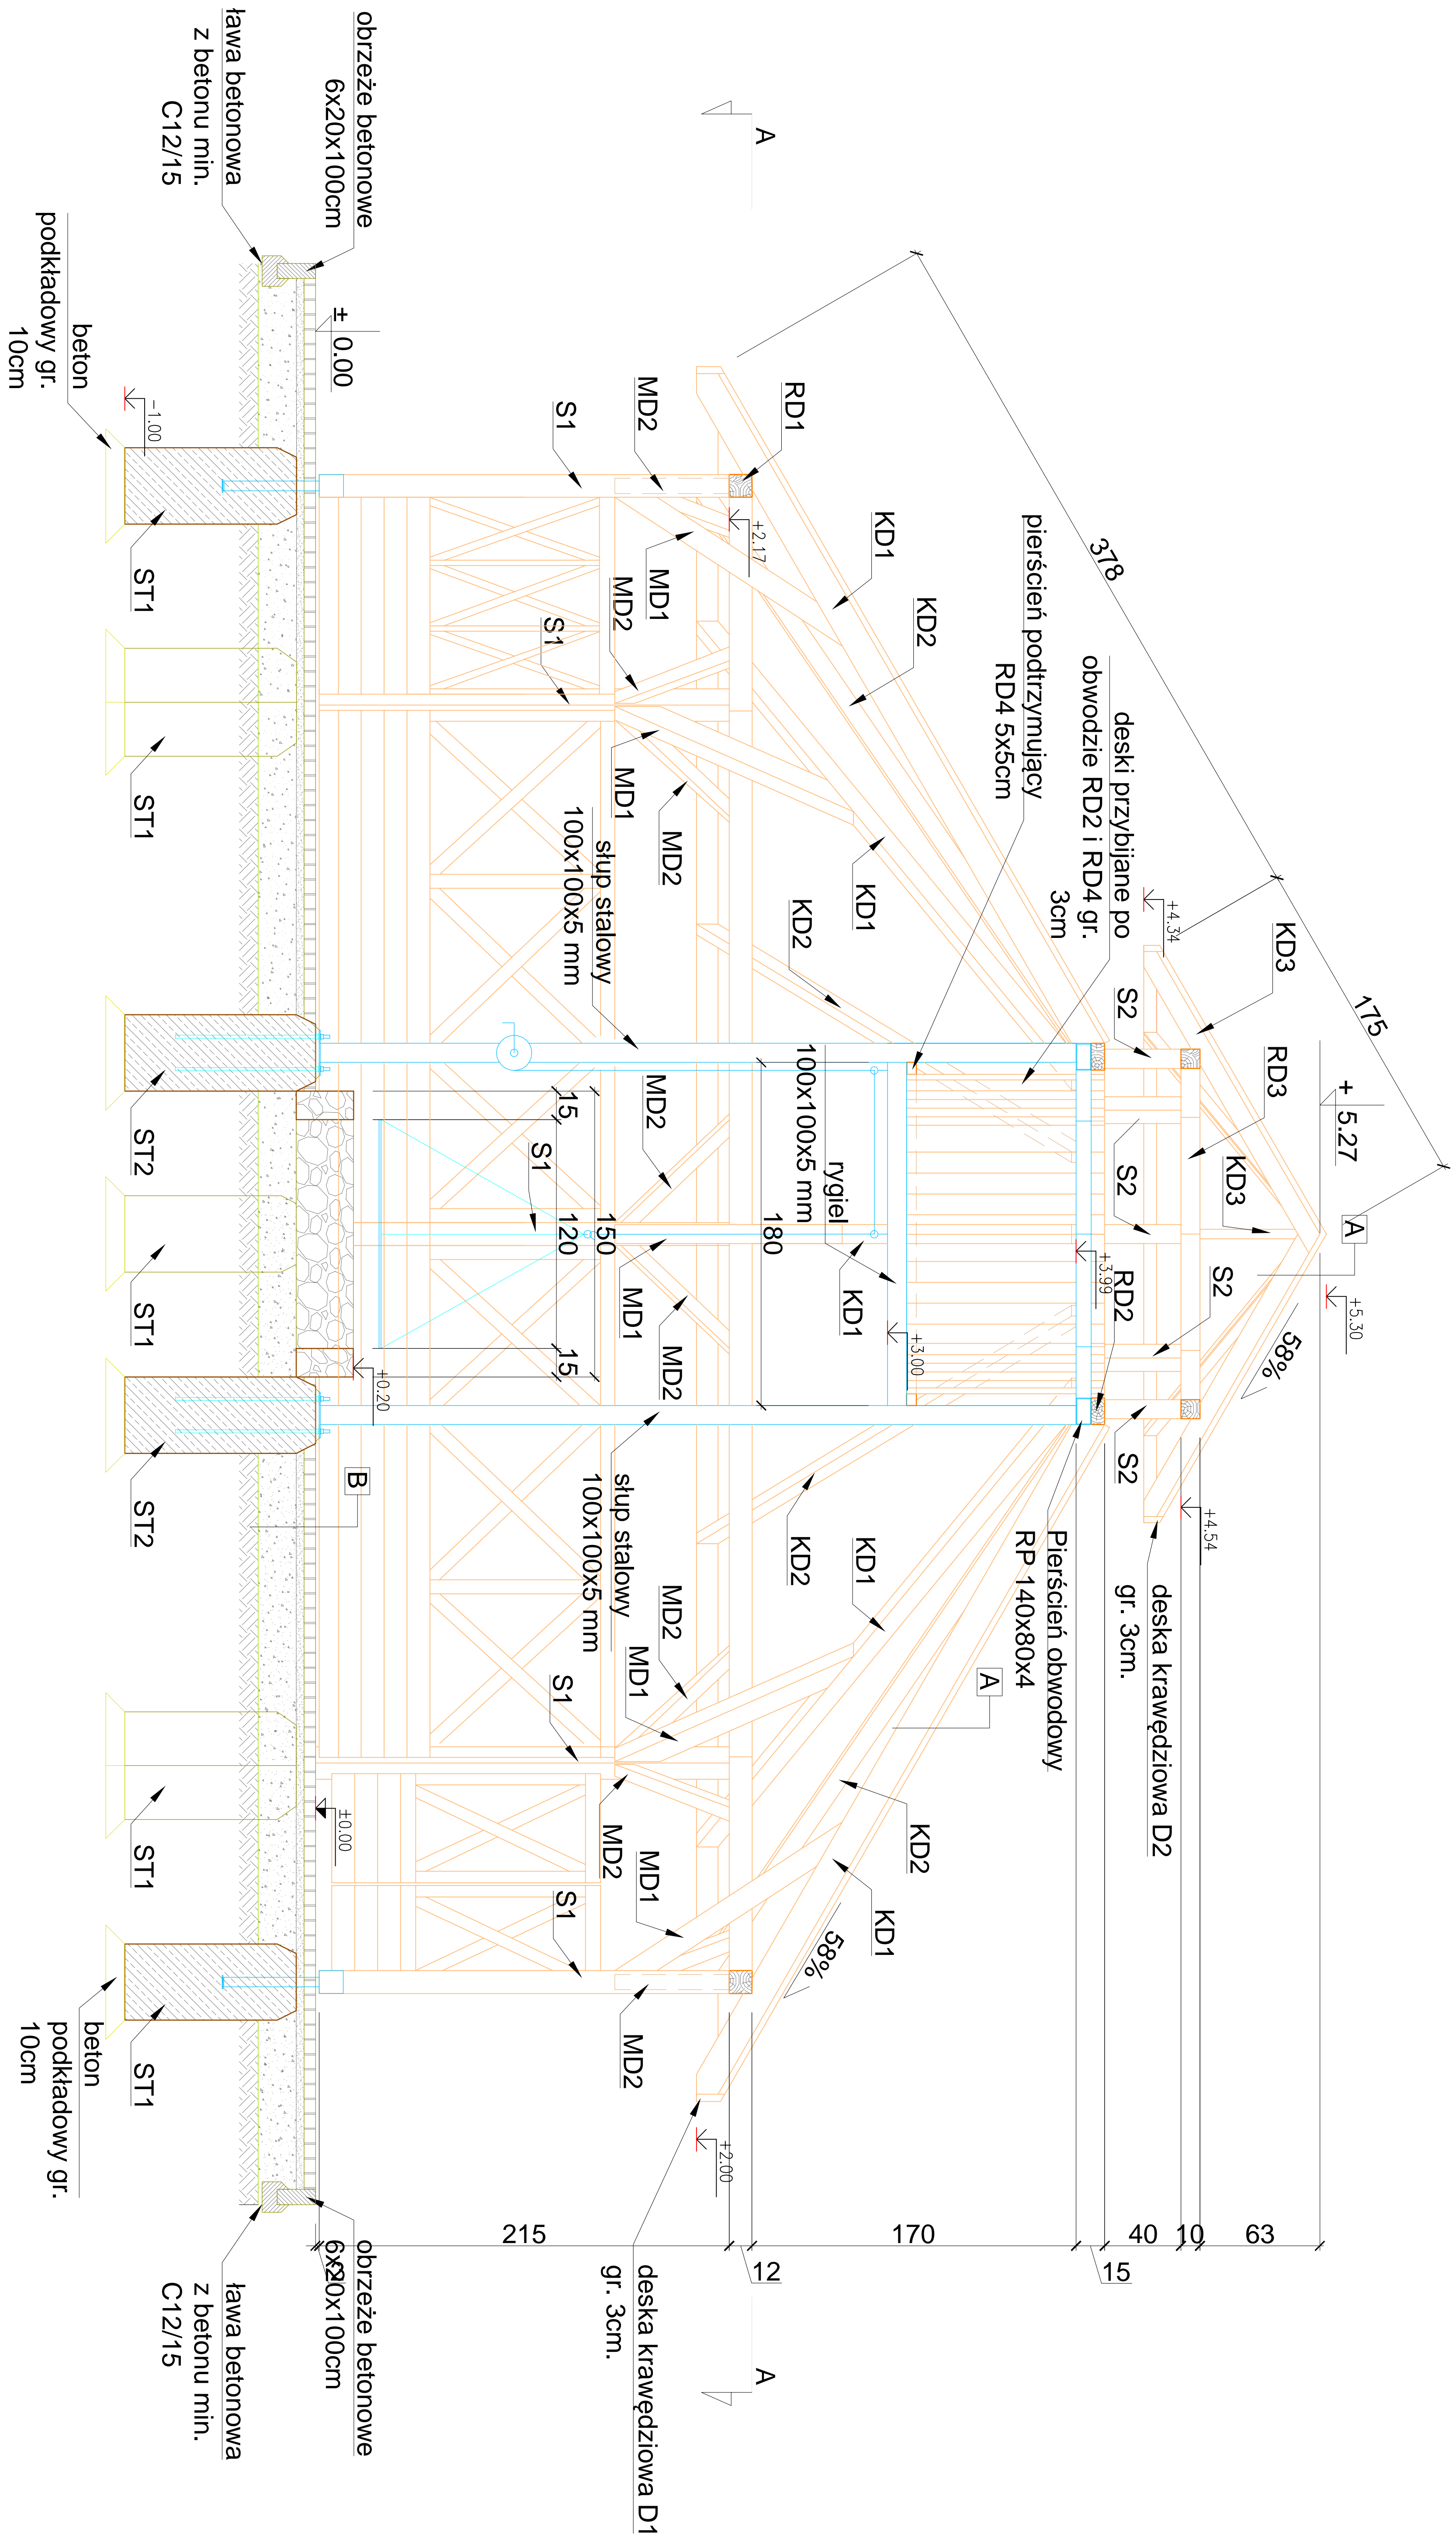 378
175
A
+ 5.27
+5.30
58%
KD3
RD3
KD3
+4.34
S2
S2
S2
S2
+4.54
deska krawędziowa D2
gr. 3cm.
deski przybijane po
obwodzie RD2 i RD4 gr.
3cm
pierścień podtrzymujący
RD4 5x5cm
RD2
+3.99
Pierścień obwodowy
RP 140x80x4
A
KD1
KD2
KD1
KD2
rygiel
100x100x5 mm
+3.00
KD1
180
KD2
KD1
KD2
KD1
58%
A
RD1
+2.17
MD2
S1
MD1
MD2
S1
MD1
MD2
słup stalowy
100x100x5 mm
MD2
S1
MD1
MD2
150
15
120
15
słup stalowy
100x100x5 mm
MD2
MD1
S1
MD2
MD1
S1
MD2
+2.00
A
deska krawędziowa D1
gr. 3cm.
63
10
40
15
170
12
215
obrzeże betonowe
6x20x100cm
ława betonowa
z betonu min.
C12/15
± 0.00
+0.20
B
±0.00
obrzeże betonowe
6x20x100cm
ława betonowa
z betonu min.
C12/15
beton
podkładowy gr.
10cm
-1.00
ST1
ST1
ST2
ST1
ST2
ST1
ST1
beton
podkładowy gr.
10cm